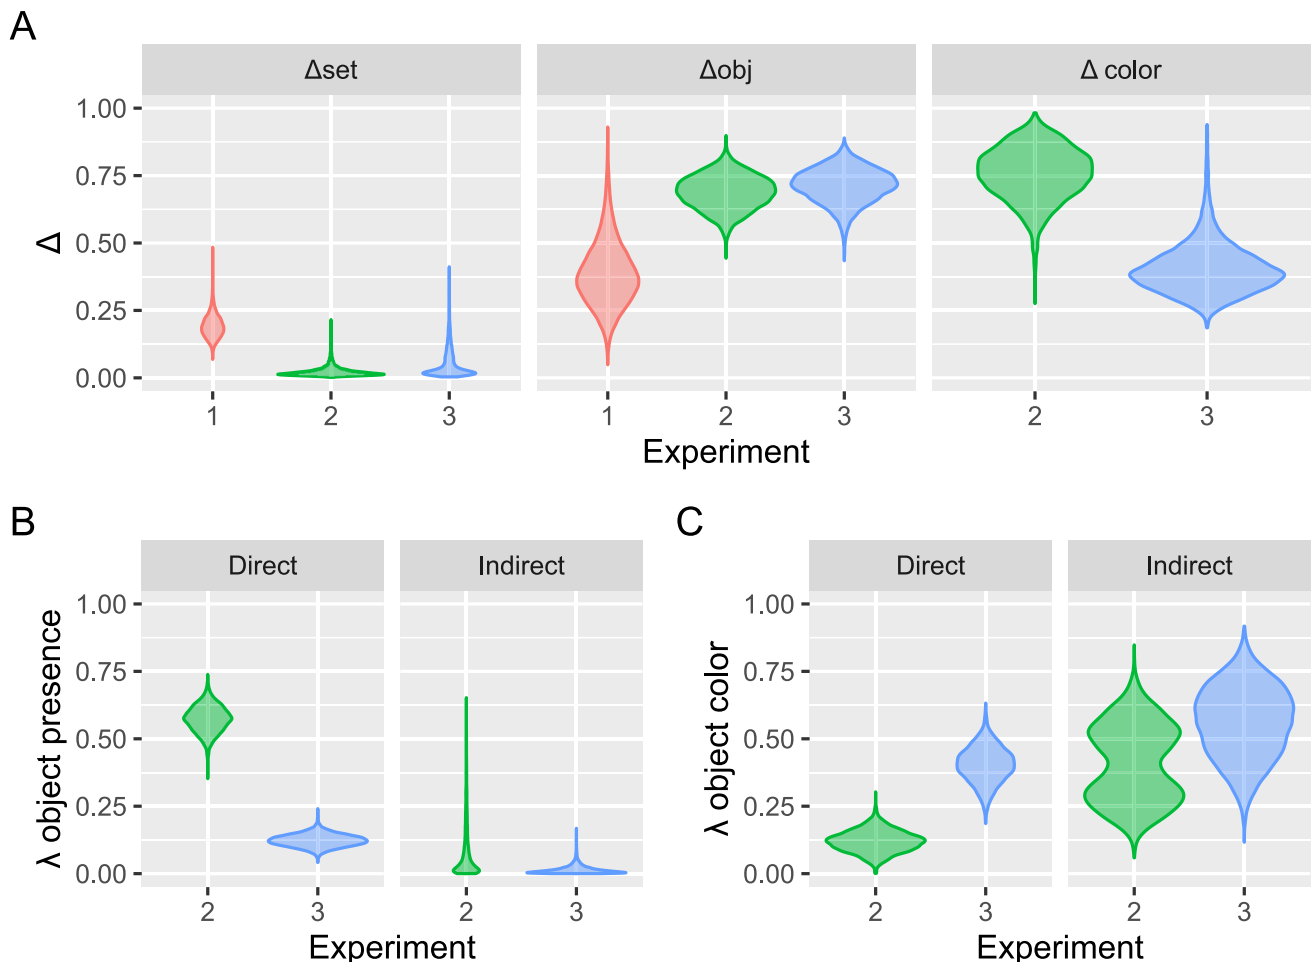 A
Δset Δobj Δ color
Δ
1.00
0.75
0.50
0.25
0.00
1 2 3 1 2 3 2 3
Experiment
B
Direct Indirect
λ object presence
1.00
0.75
0.50
0.25
0.00
2 3 2 3
Experiment
C
Direct Indirect
λ object color
1.00
0.75
0.50
0.25
0.00
2 3 2 3
Experiment